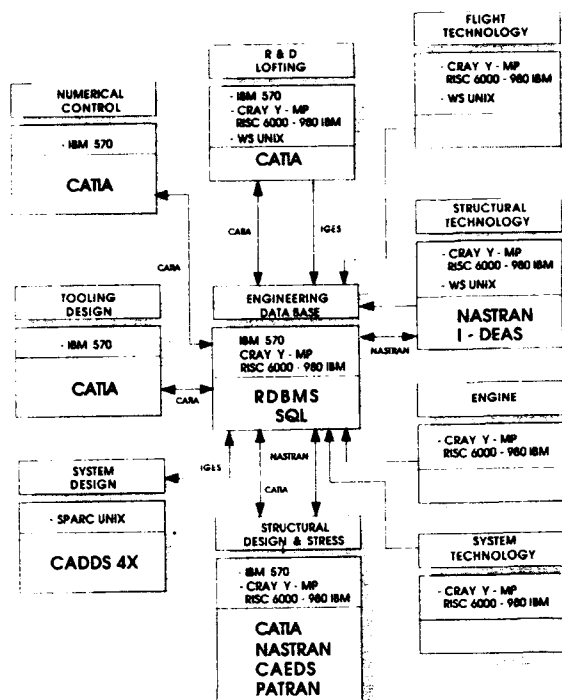 FLIGHT
TECHNOLOGY
- CRAY Y - MP
RISC 6000 - 980 IBM
- WS UNIX
R & D
LOFTING
- IBM 570
- CRAY Y - MP
RISC 6000 - 980 IBM
- WS UNIX
CATIA
NUMERICAL
CONTROL
- IBM 570
CATIA
CATIA
IGES
CATIA
STRUCTURAL
TECHNOLOGY
- CRAY Y - MP
RISC 6000 - 980 IBM
- WS UNIX
NASTRAN
I - DEAS
TOOLING
DESIGN
- IBM 570
CATIA
CATIA
ENGINEERING
DATA BASE
IBM 570
CRAY Y - MP
RISC 6000 - 980 IBM
RDBMS
SQL
NASTRAN
ENGINE
- CRAY Y - MP
RISC 6000 - 980 IBM
SYSTEM
DESIGN
- SPARC UNIX
CADDS 4X
IGES
NASTRAN
CATIA
STRUCTURAL
DESIGN & STRESS
- IBM 570
- CRAY Y - MP
RISC 6000 - 980 IBM
CATIA
NASTRAN
CAEDS
PATRAN
SYSTEM
TECHNOLOGY
- CRAY Y - MP
RISC 6000 - 980 IBM